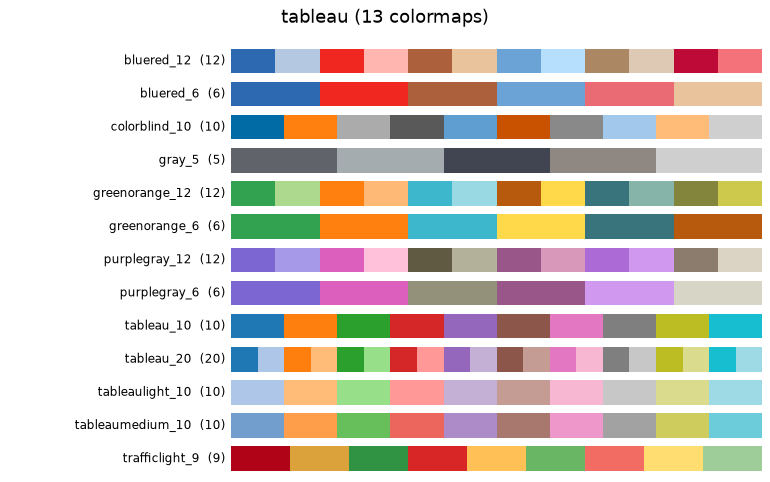 tableau (13 colormaps)
bluered_12 (12)
bluered_6 (6)
colorblind_10 (10)
gray_5 (5)
greenorange_12 (12)
greenorange_6 (6)
purplegray_12 (12)
purplegray_6 (6)
tableau_10 (10)
tableau_20 (20)
tableaulight_10 (10)
tableaumedium_10 (10)
trafficlight_9 (9)